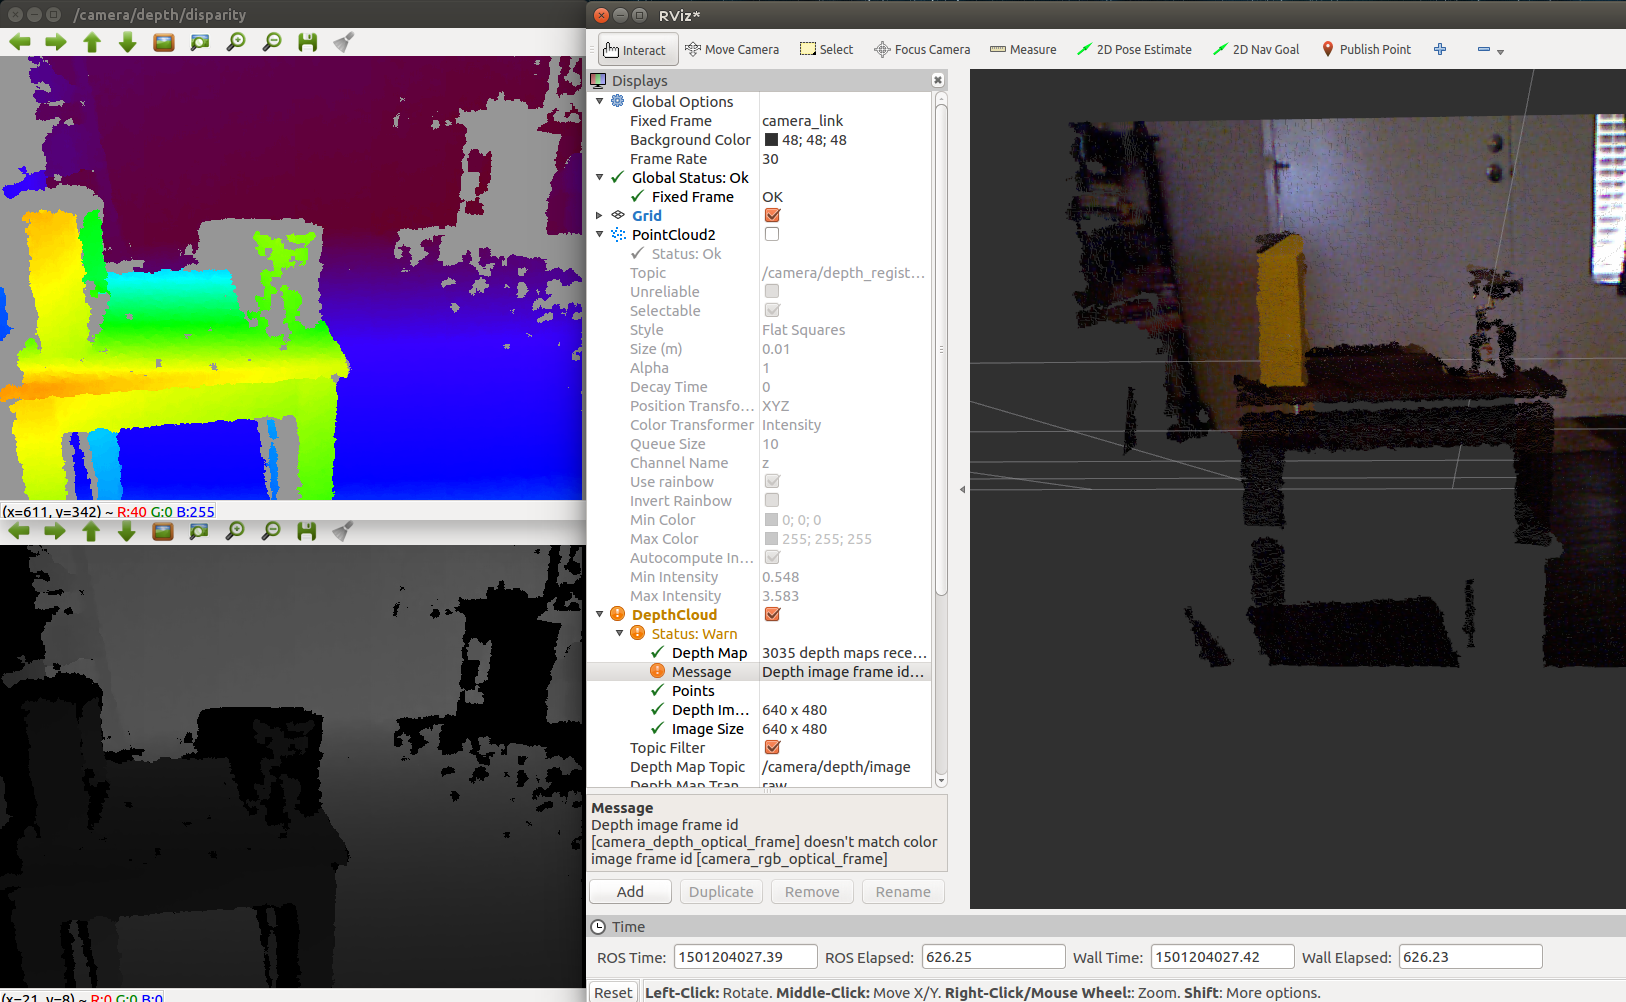 /camera/depth/disparity
(x=611, y=342) ~ R:40 G:0 B:255
(x=21, y=8) ~ R:0 G:0 B:0
RViz*
Interact Move Camera Select Focus Camera Measure 2D Pose Estimate 2D Nav Goal Publish Point
Displays
Global Options
Fixed Frame camera_link
Background Color 48; 48; 48
Frame Rate 30
Global Status: Ok
Fixed Frame OK
Grid
PointCloud2
Status: Ok
Topic /camera/depth_regist...
Unreliable
Selectable
Style Flat Squares
Size (m) 0.01
Alpha 1
Decay Time 0
Position Transfo... XYZ
Color Transformer Intensity
Queue Size 10
Channel Name z
Use rainbow
Invert Rainbow
Min Color 0; 0; 0
Max Color 255; 255; 255
Autocompute In...
Min Intensity 0.548
Max Intensity 3.583
DepthCloud
Status: Warn
Depth Map 3035 depth maps rece...
Message Depth image frame id...
Points
Depth Im... 640 x 480
Image Size 640 x 480
Topic Filter
Depth Map Topic /camera/depth/image
Depth Map Tran raw
Message
Depth image frame id
[camera_depth_optical_frame] doesn't match color
image frame id [camera_rgb_optical_frame]
Add Duplicate Remove Rename
Time
ROS Time: 1501204027.39 ROS Elapsed: 626.25 Wall Time: 1501204027.42 Wall Elapsed: 626.23
Reset Left-Click: Rotate. Middle-Click: Move X/Y. Right-Click/Mouse Wheel:: Zoom. Shift: More options.